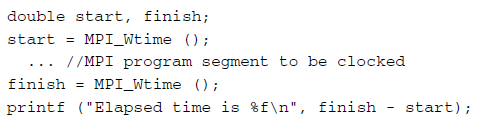 double start, finish;
start = MPI_Wtime ();
... //MPI program segment to be clocked
finish = MPI_Wtime ();
printf ("Elapsed time is %f\n", finish - start);